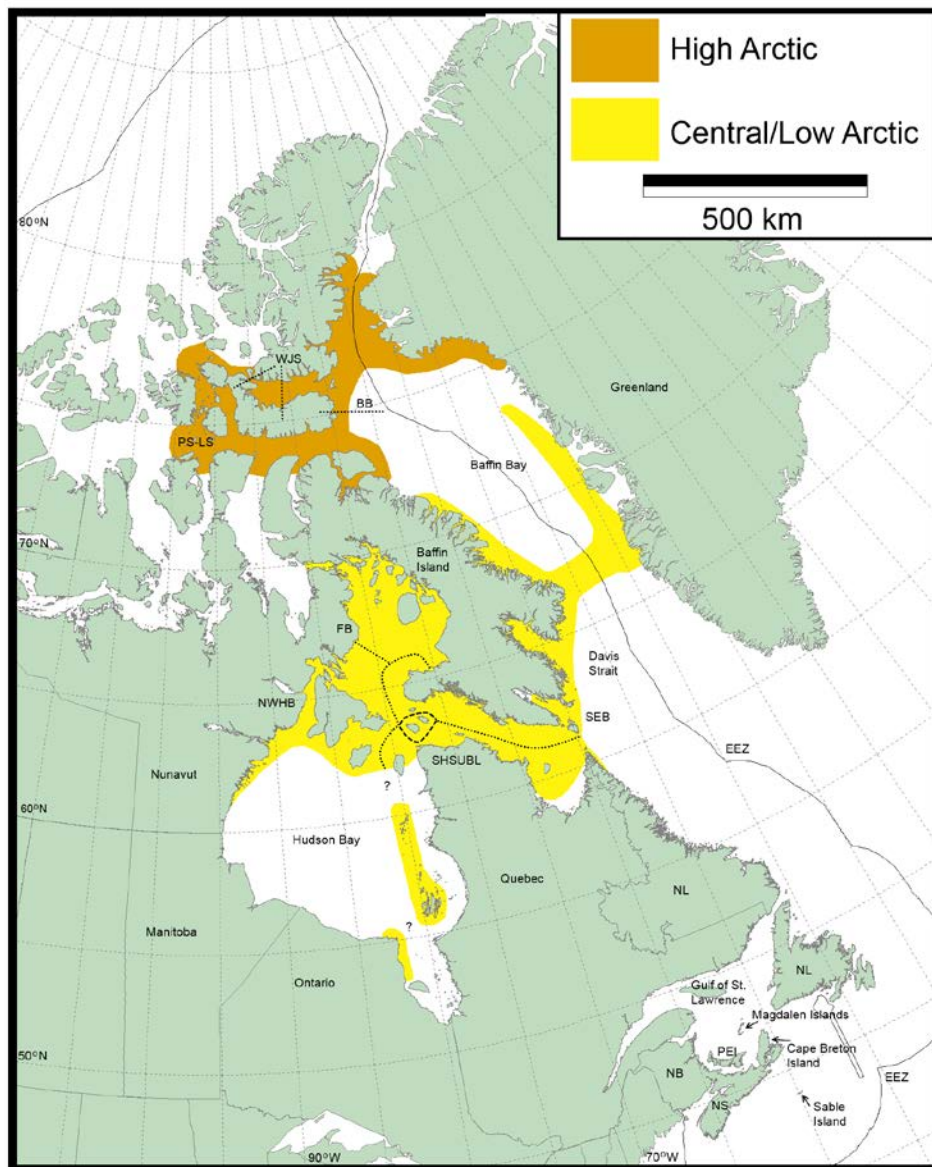 High Arctic
Central/Low Arctic
500 km
80°N
WJS
Greenland
BB
PS-LS
Baffin Bay
70°N
Baffin
Island
FB
Davis
Strait
NWHB
SEB
EEZ
SHSUBL
Nunavut
?
60°N
Hudson Bay
Quebec
NL
?
Manitoba
NL
Ontario
Gulf of St.
Lawrence
Magdalen Islands
PEI
Cape Breton
Island
50°N
NB
EEZ
NS
Sable
Island
90°W
70°W